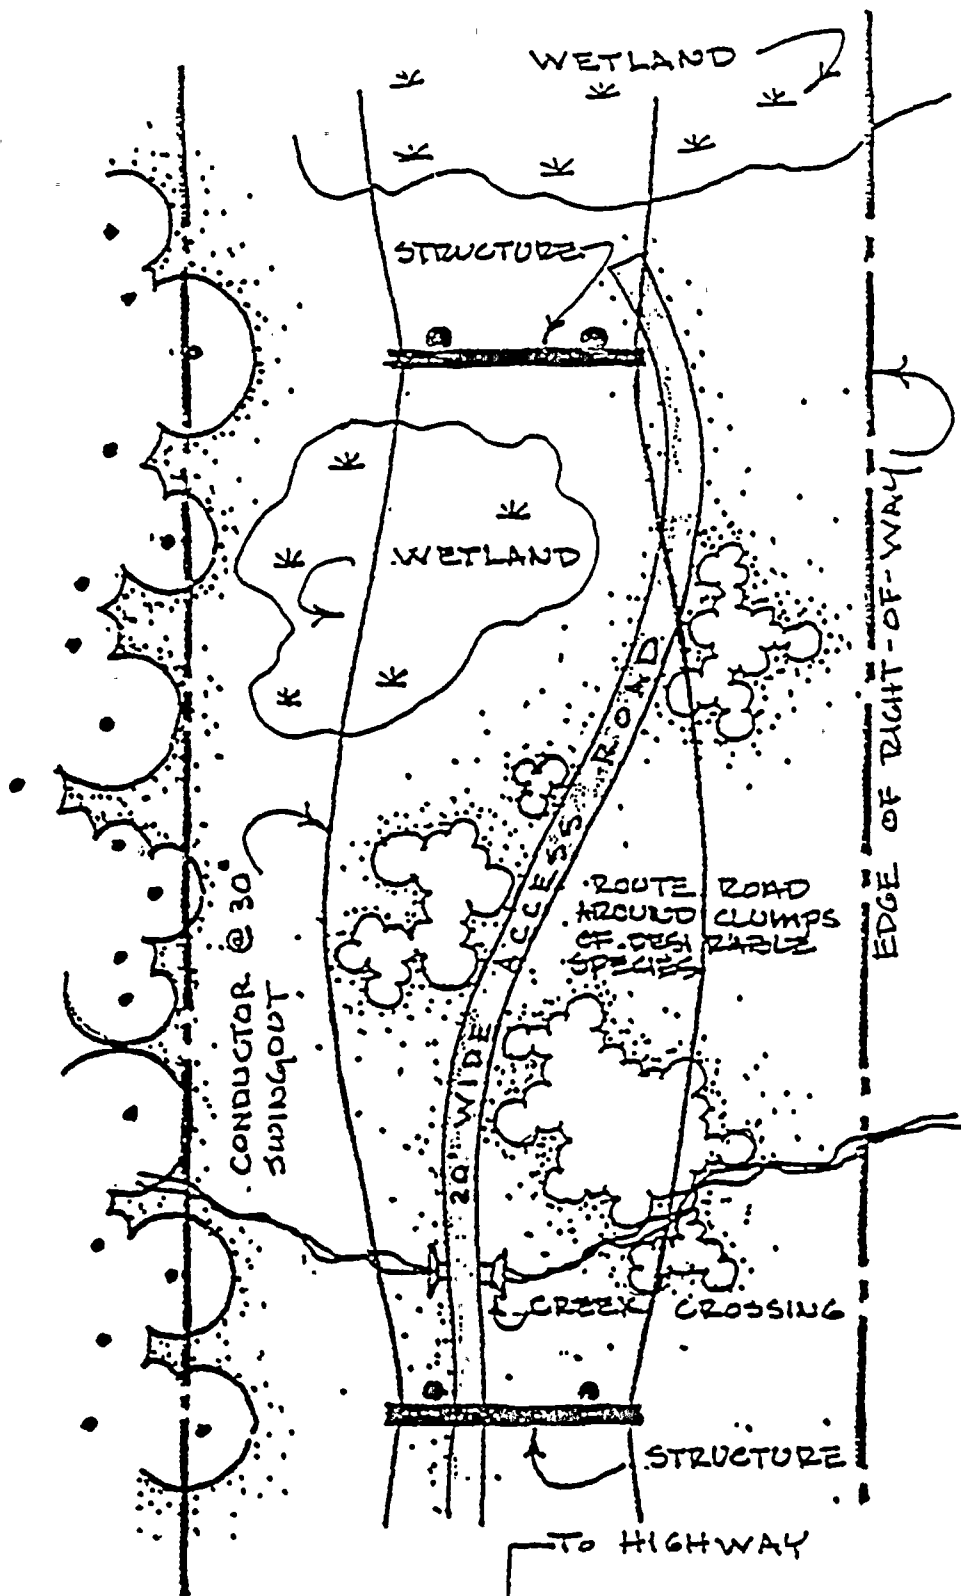 WETLAND
STRUCTURE
WETLAND
EDGE OF RIGHT-OF-WAY
CONDUCTOR @ 30
SWINGOUT
20' WIDE ACCESS ROAD
ROUTE ROAD
AROUND CLUMPS
OF DESIRABLE
SPECIES
CREEK CROSSING
STRUCTURE
TO HIGHWAY